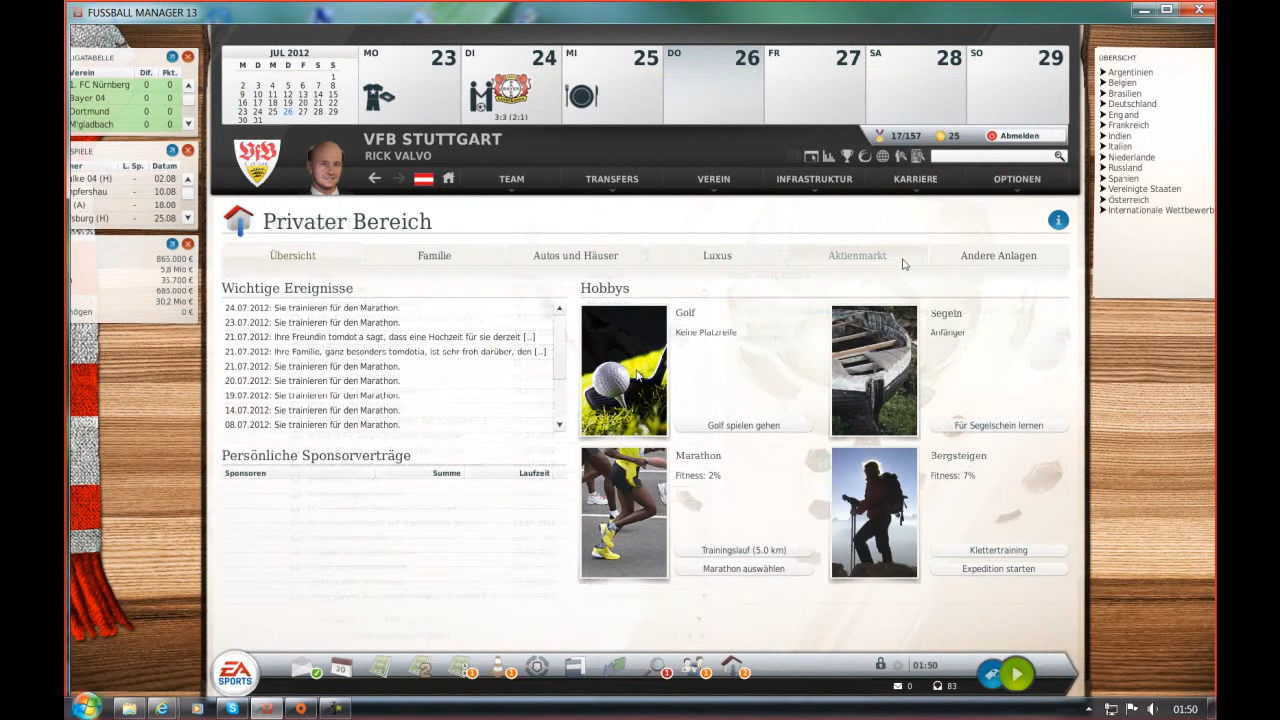 FUSSBALL MANAGER 13
LIGATABELLE
Verein Dif. Pkt.
1. FC Nürnberg 0 0
Bayer 04 0 0
Dortmund 0 0
M'gladbach 0 0
SPIELE
ner L. Sp. Datum
alke 04 (H) - 02.08
npfershau - 10.08
(A) - 18.08
sburg (H) - 25.08
865.000 €
5,8 Mio €
35.700 €
685.000 €
30,2 Mio €
mögen 0 €
JUL 2012
M D M D F S S
1
2 3 4 5 6 7 8
9 10 11 12 13 14 15
16 17 18 19 20 21 22
23 24 25 26 27 28 29
30 31
MO 23
DI 24
3:3 (2:1)
MI 25
DO 26
FR 27
SA 28
SO 29
VFB STUTTGART
RICK VALVO
17/157
25
Abmelden
TEAM TRANSFERS VEREIN INFRASTRUKTUR KARRIERE OPTIONEN
Privater Bereich
Übersicht Familie Autos und Häuser Luxus Aktienmarkt Andere Anlagen
Wichtige Ereignisse
24.07.2012: Sie trainieren für den Marathon.
23.07.2012: Sie trainieren für den Marathon.
21.07.2012: Ihre Freundin tomdota sagt, dass eine Hochzeit für sie derzeit [..]
21.07.2012: Ihre Familie, ganz besonders tomdotia, ist sehr froh darüber, den [..]
21.07.2012: Sie trainieren für den Marathon.
20.07.2012: Sie trainieren für den Marathon.
19.07.2012: Sie trainieren für den Marathon.
14.07.2012: Sie trainieren für den Marathon.
08.07.2012: Sie trainieren für den Marathon.
Persönliche Sponsorverträge
Sponsoren Summe Laufzeit
Hobbys
Golf
Keine Platzreife
Golf spielen gehen
Segeln
Anfänger
Für Segelschein lernen
Marathon
Fitness: 2%
Trainingslauf (5.0 km)
Marathon auswählen
Bergsteigen
Fitness: 7%
Klettertraining
Expedition starten
ÜBERSICHT
Argentinien
Belgien
Brasilien
Deutschland
England
Frankreich
Indien
Italien
Niederlande
Russland
Spanien
Vereinigte Staaten
Österreich
Internationale Wettbewerb
EA
SPORTS
30
01:50
0
83
01:50